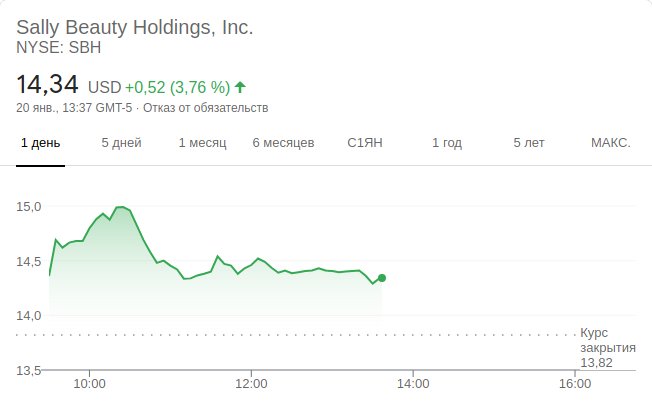 Sally Beauty Holdings, Inc.
NYSE: SBH
14,34 USD +0,52 (3,76 %)
20 янв., 13:37 GMT-5 · Отказ от обязательств
1 день 5 дней 1 месяц 6 месяцев С1ЯН 1 год 5 лет МАКС.
15,0
14,5
14,0
Курс
закрытия
13,82
13,5
10:00 12:00 14:00 16:00